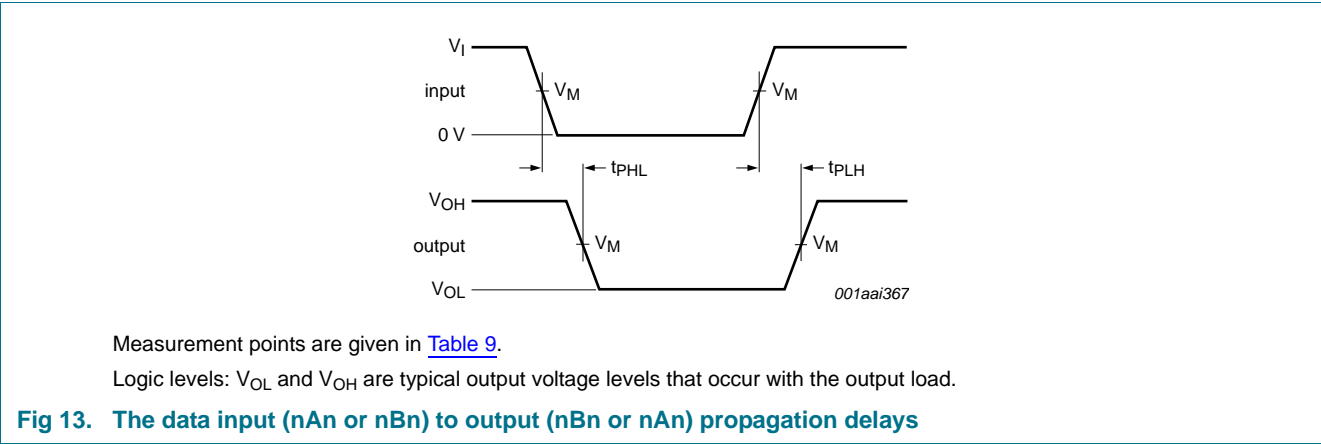 VI
input
VM
VM
0 V
tPHL
tPLH
VOH
output
VM
VM
VOL
001aai367
Measurement points are given in Table 9.
Logic levels: VOL and VOH are typical output voltage levels that occur with the output load.
Fig 13. The data input (nAn or nBn) to output (nBn or nAn) propagation delays